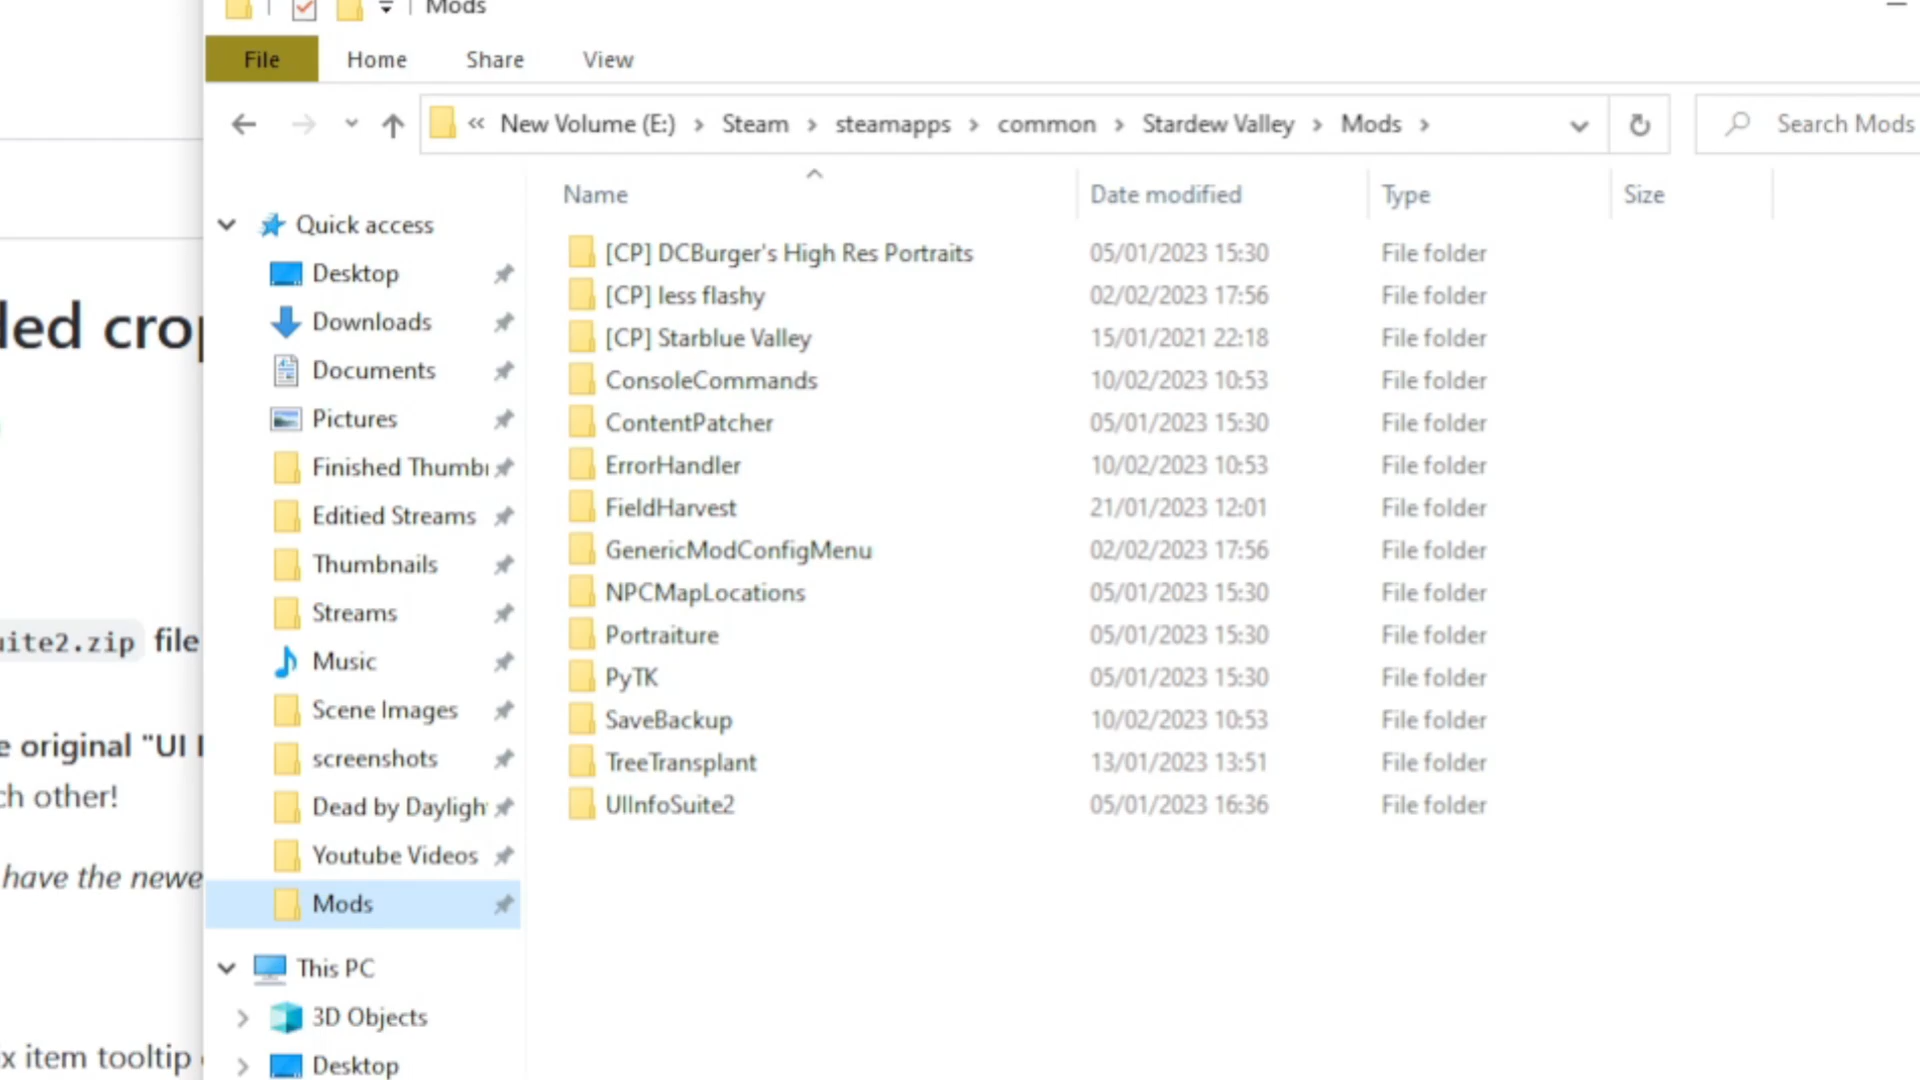 Mods
File Home Share View
« New Volume (E:) › Steam › steamapps › common › Stardew Valley › Mods ›
Search Mods
Name Date modified Type Size
Quick access
Desktop
Downloads
Documents
Pictures
Finished Thumb
Editied Streams
Thumbnails
Streams
Music
Scene Images
screenshots
Dead by Dayligh
Youtube Videos
Mods
This PC
3D Objects
Desktop
[CP] DCBurger's High Res Portraits 05/01/2023 15:30 File folder
[CP] less flashy 02/02/2023 17:56 File folder
[CP] Starblue Valley 15/01/2021 22:18 File folder
ConsoleCommands 10/02/2023 10:53 File folder
ContentPatcher 05/01/2023 15:30 File folder
ErrorHandler 10/02/2023 10:53 File folder
FieldHarvest 21/01/2023 12:01 File folder
GenericModConfigMenu 02/02/2023 17:56 File folder
NPCMapLocations 05/01/2023 15:30 File folder
Portraiture 05/01/2023 15:30 File folder
PyTK 05/01/2023 15:30 File folder
SaveBackup 10/02/2023 10:53 File folder
TreeTransplant 13/01/2023 13:51 File folder
UIInfoSuite2 05/01/2023 16:36 File folder
led crop
uite2.zip file
e original "UI I
ch other!
have the newe
x item tooltip